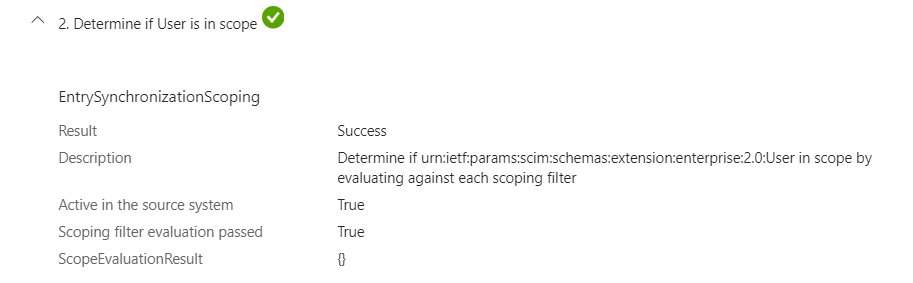 2. Determine if User is in scope
EntrySynchronizationScoping
Result Success
Description Determine if urn:ietf:params:scim:schemas:extension:enterprise:2.0:User in scope by
evaluating against each scoping filter
Active in the source system True
Scoping filter evaluation passed True
ScopeEvaluationResult {}